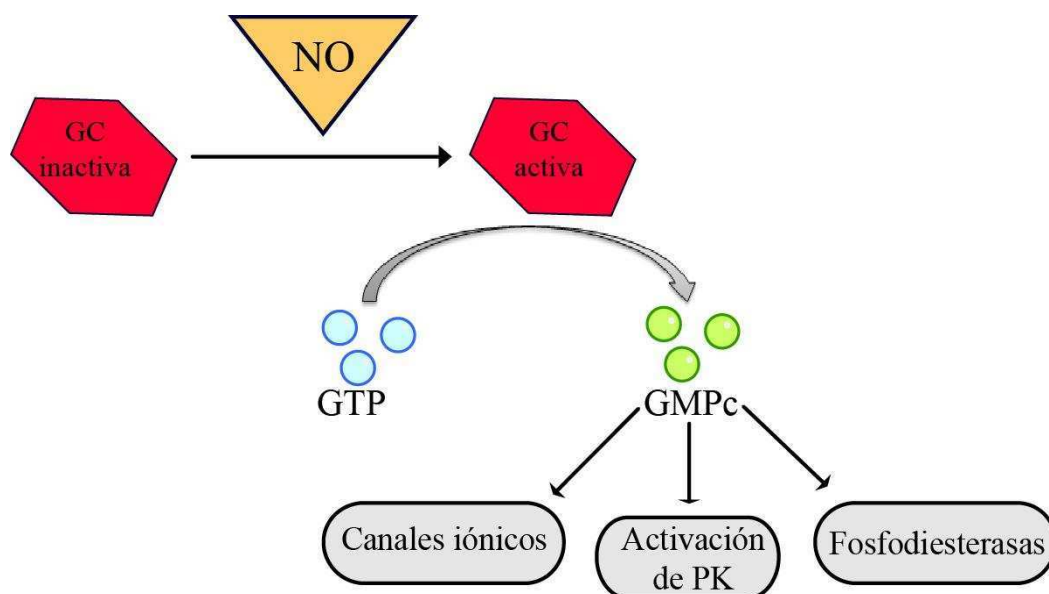 NO
GC
inactiva
GC
activa
GTP
GMPc
Canales iónicos
Activación
de PK
Fosfodiesterasas